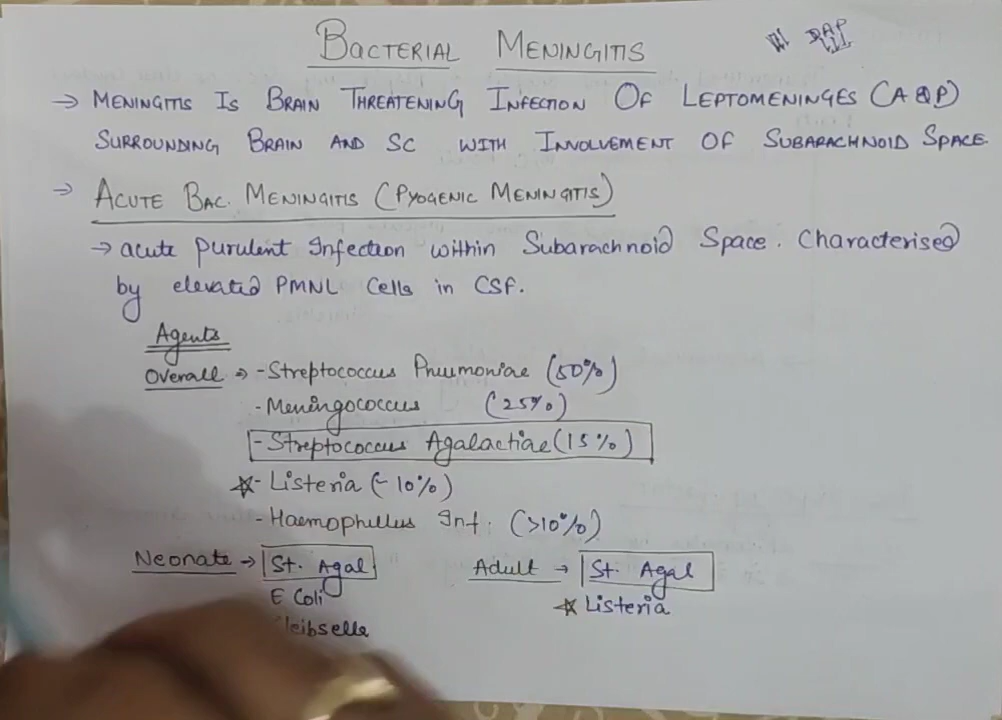 BACTERIAL MENINGITIS
→ MENINGITIS IS BRAIN THREATENING INFECTION OF LEPTOMENINGES (A & P)
SURROUNDING BRAIN AND SC WITH INVOLVEMENT OF SUBARACHNOID SPACE.
→ ACUTE BAC. MENINGITIS (PYOGENIC MENINGITIS)
→ acute purulent Infection within Subarachnoid Space. Characterised
by elevated PMNL Cells in CSF.
Agents
Overall → - Streptococcus Pnuumoniae (50%)
- Meningococcus (25%)
- Streptococcus Agalactiae (15%)
☆ - Listeria (~10%)
- Haemophillus Inf. (>10%)
Neonate → St. Agal Adult → St. Agal
E Coli ☆ Listeria